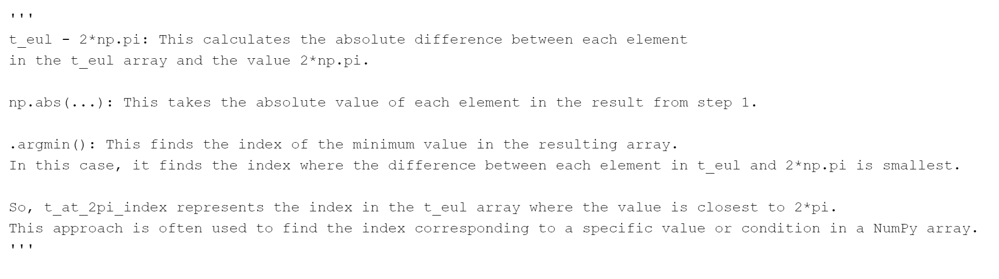 '''
t_eul - 2*np.pi: This calculates the absolute difference between each element
in the t_eul array and the value 2*np.pi.
np.abs(...): This takes the absolute value of each element in the result from step 1.
.argmin(): This finds the index of the minimum value in the resulting array.
In this case, it finds the index where the difference between each element in t_eul and 2*np.pi is smallest.
So, t_at_2pi_index represents the index in the t_eul array where the value is closest to 2*pi.
This approach is often used to find the index corresponding to a specific value or condition in a NumPy array.
'''